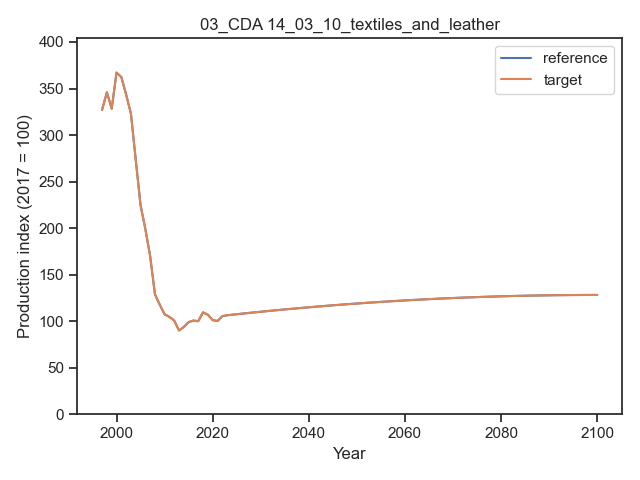 03_CDA 14_03_10_textiles_and_leather
reference
target
Production index (2017 = 100)
400
350
300
250
200
150
100
50
0
2000 2020 2040 2060 2080 2100
Year